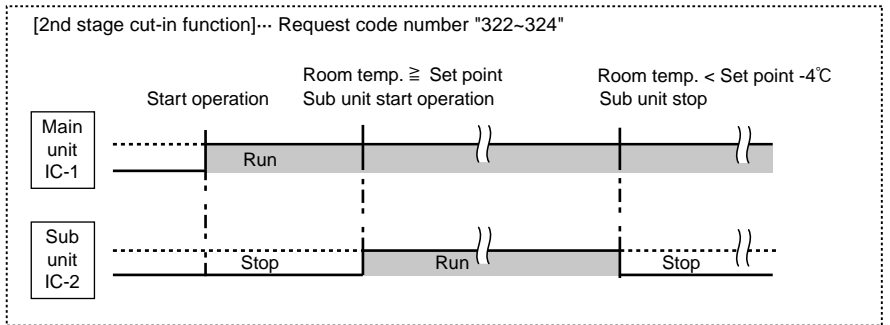 [2nd stage cut-in function]··· Request code number "322~324"
Room temp. ≧ Set point
Room temp. < Set point -4℃
Start operation
Sub unit start operation
Sub unit stop
Main
unit
IC-1
Run
Sub
unit
IC-2
Stop
Run
Stop